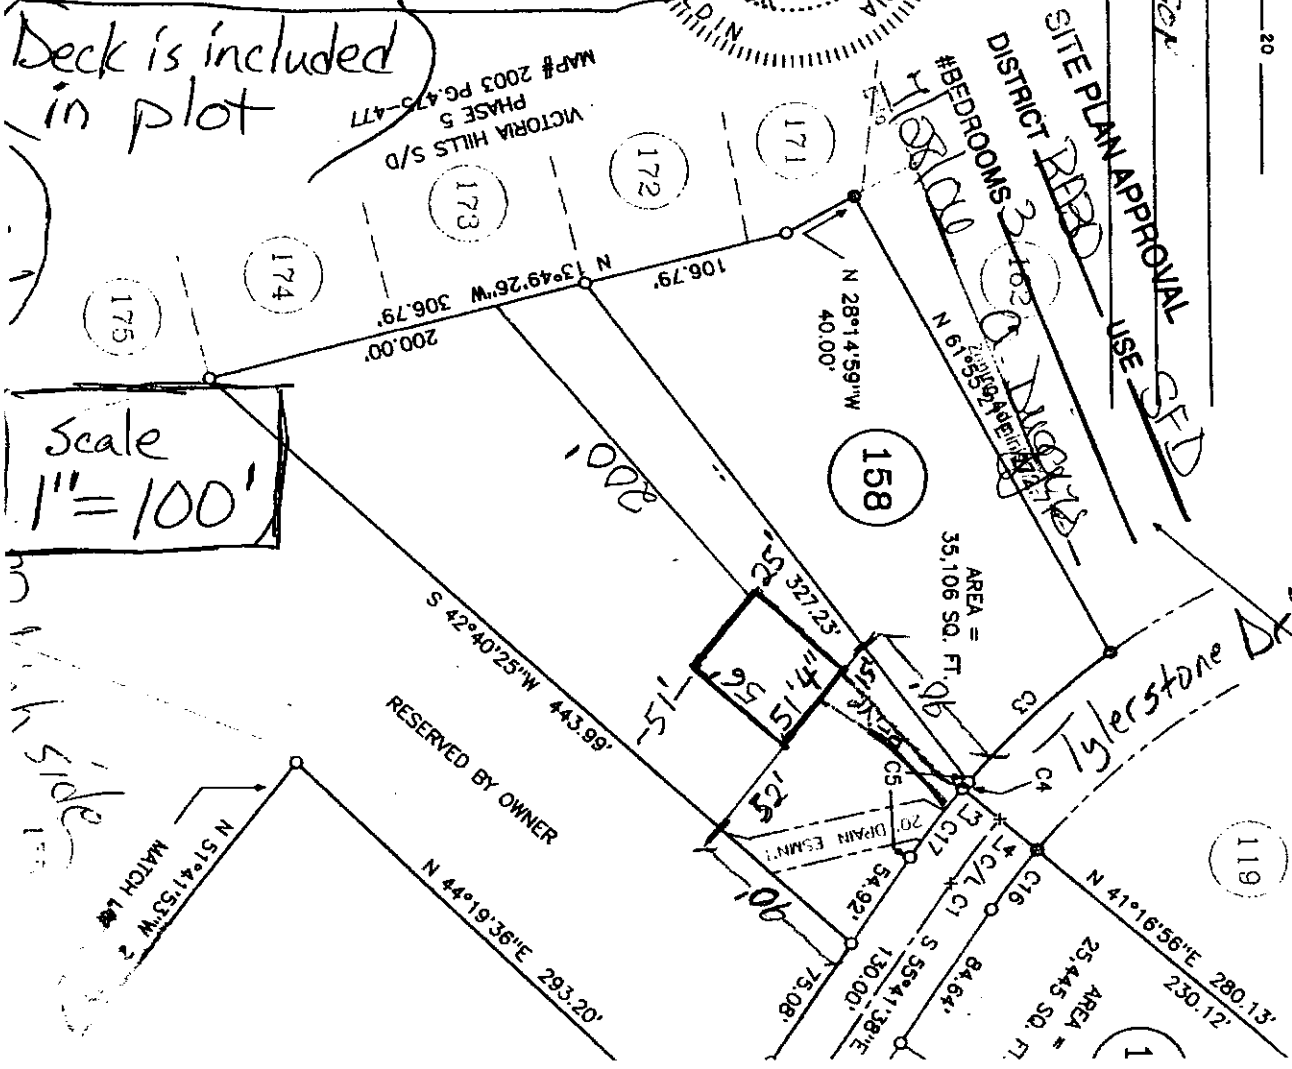 Deck is included
in plot
VICTORIA HILLS S/D
PHASE 5
MAP# 2003 PG.475-477
SITE PLAN APPROVAL
DISTRICT
USE SFD
#BEDROOMS 3
20
171
172
173
174
175
162
N 13°49'26"W 306.79'
106.79'
200.00'
N 28°14'59"W
40.00'
158
AREA =
35,106 SQ. FT.
Scale
1"=100'
200'
25'
327.23'
56'
51'
51'
52'
90'
90'
S 42°40'25"W 443.99'
RESERVED BY OWNER
20' DRAIN ESMN'T
Tylerstone Dr
C3
C4
C5
L3
L4
C17
C16
C/L C1
54.92'
75.08'
130.00'
S 55°41'38"E
84.64'
N 41°16'56"E 280.13'
230.12'
119
AREA =
25,445 SQ. FT.
1
N 44°19'36"E 293.20'
N 51°41'53"W
MATCH
side